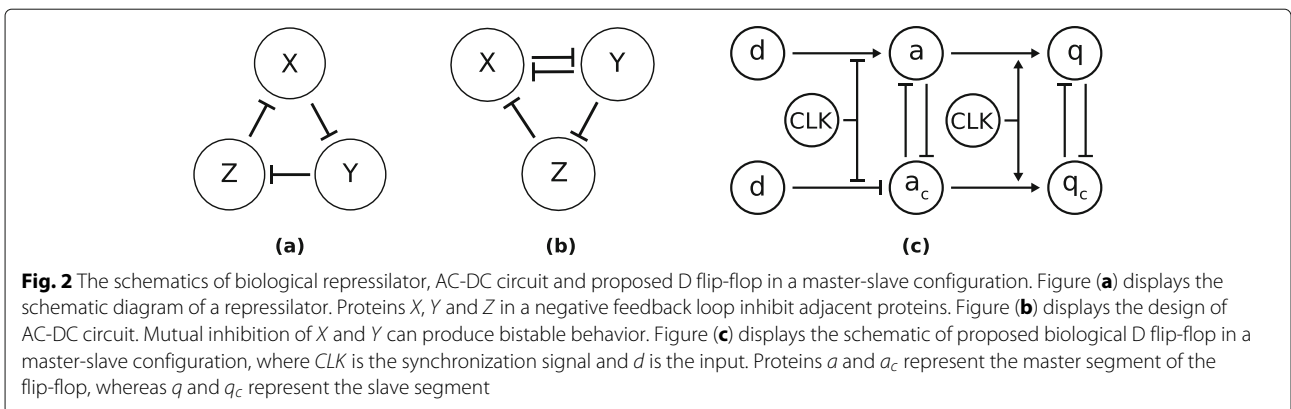 X
Z
Y
(a)
X
Y
Z
(b)
d
a
q
CLK
CLK
d
a_c
q_c
(c)
Fig. 2 The schematics of biological repressilator, AC-DC circuit and proposed D flip-flop in a master-slave configuration. Figure (a) displays the
schematic diagram of a repressilator. Proteins X, Y and Z in a negative feedback loop inhibit adjacent proteins. Figure (b) displays the design of
AC-DC circuit. Mutual inhibition of X and Y can produce bistable behavior. Figure (c) displays the schematic of proposed biological D flip-flop in a
master-slave configuration, where CLK is the synchronization signal and d is the input. Proteins a and a_c represent the master segment of the
flip-flop, whereas q and q_c represent the slave segment